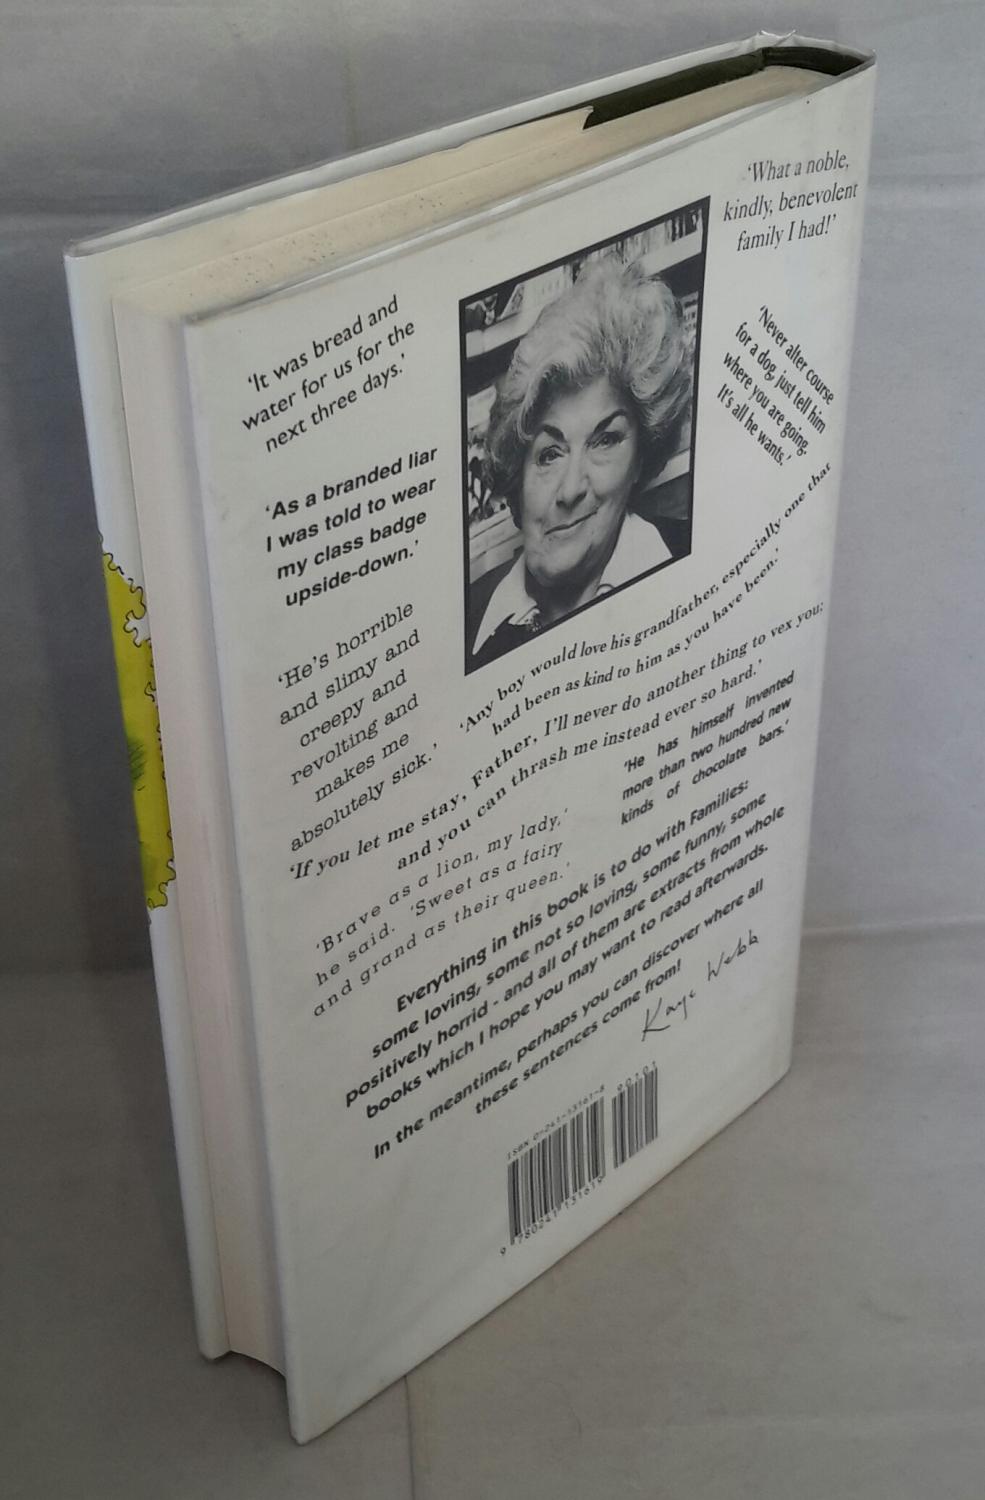 ‘What a noble,
kindly, benevolent
family I had!’
‘It was bread and
water for us for the
next three days.’
‘Never alter course
for a dog, just tell him
where you are going.
It's all he wants.’
‘As a branded liar
I was told to wear
my class badge
upside-down.’
‘He's horrible
and slimy and
creepy and
revolting and
makes me
absolutely sick.’
‘Any boy would love his grandfather, especially one that
had been as kind to him as you have been.’
‘If you let me stay, Father, I'll never do another thing to vex you:
and you can thrash me instead ever so hard.’
‘He has himself invented
more than two hundred new
kinds of chocolate bars.’
‘Brave as a lion, my lady,’
he said. ‘Sweet as a fairy
and grand as their queen.’
Everything in this book is to do with Families:
some loving, some not so loving, some funny, some
positively horrid - and all of them are extracts from whole
books which I hope you may want to read afterwards.
In the meantime, perhaps you can discover where all
these sentences come from!
Kaye Webb
ISBN 0-241-13161-8
90101
9 780241 131619